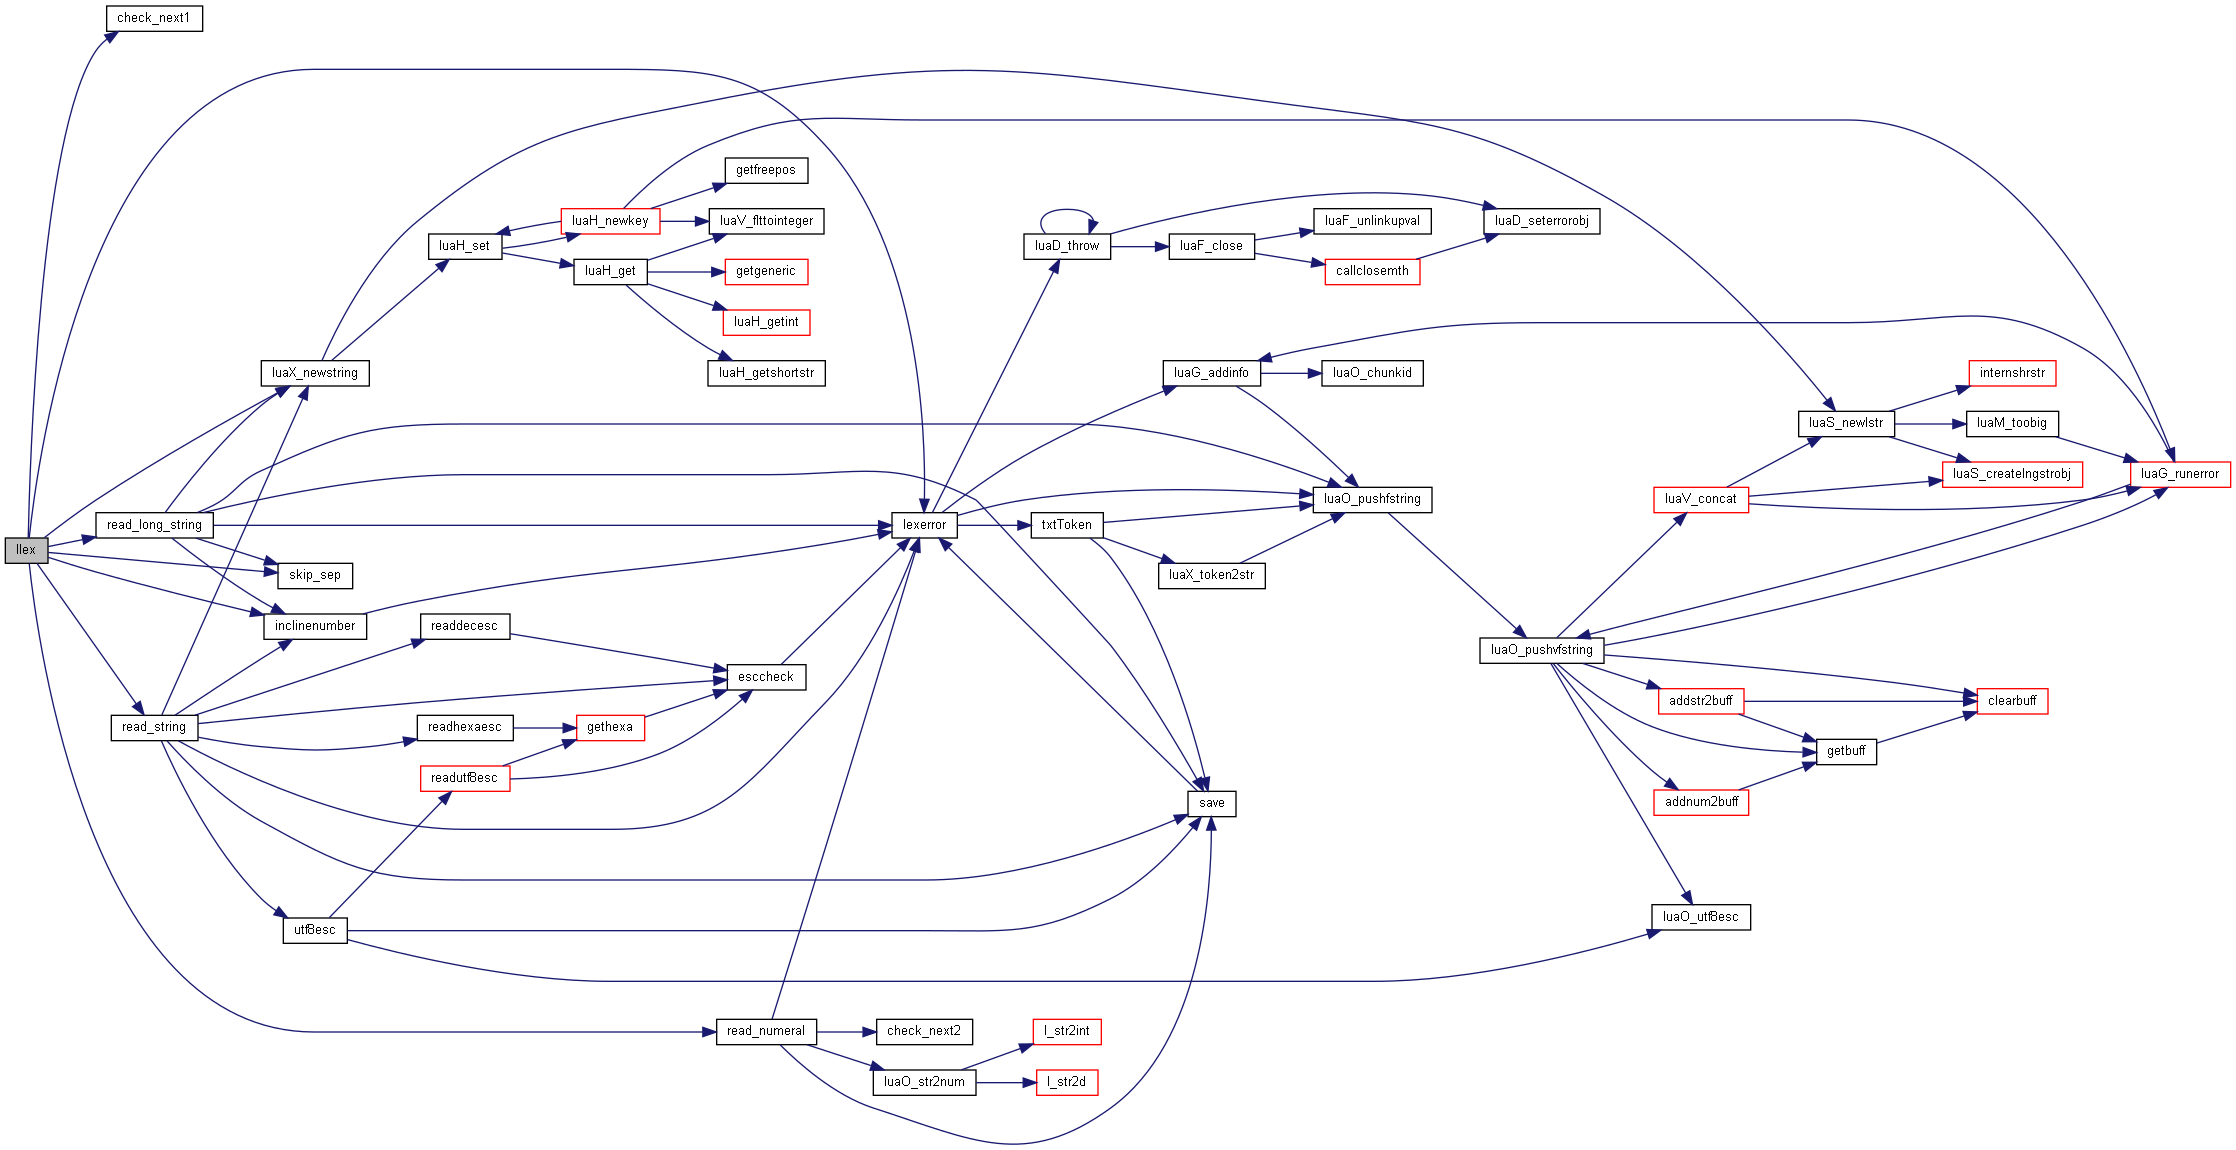 check_next1
getfreepos
luaH_newkey
luaV_flttointeger
luaF_unlinkupval
luaD_seterrorobj
luaH_set
luaD_throw
luaF_close
luaH_get
getgeneric
callclosemth
luaH_getint
luaX_newstring
luaH_getshortstr
luaG_addinfo
luaO_chunkid
internshrstr
luaS_newlstr
luaM_toobig
luaS_createlngstrobj
luaG_runerror
luaV_concat
luaO_pushfstring
read_long_string
lexerror
txtToken
llex
skip_sep
luaX_token2str
inclinenumber
readdecesc
luaO_pushvfstring
esccheck
addstr2buff
clearbuff
read_string
readhexaesc
gethexa
getbuff
readutf8esc
save
addnum2buff
utf8esc
luaO_utf8esc
read_numeral
check_next2
l_str2int
luaO_str2num
l_str2d